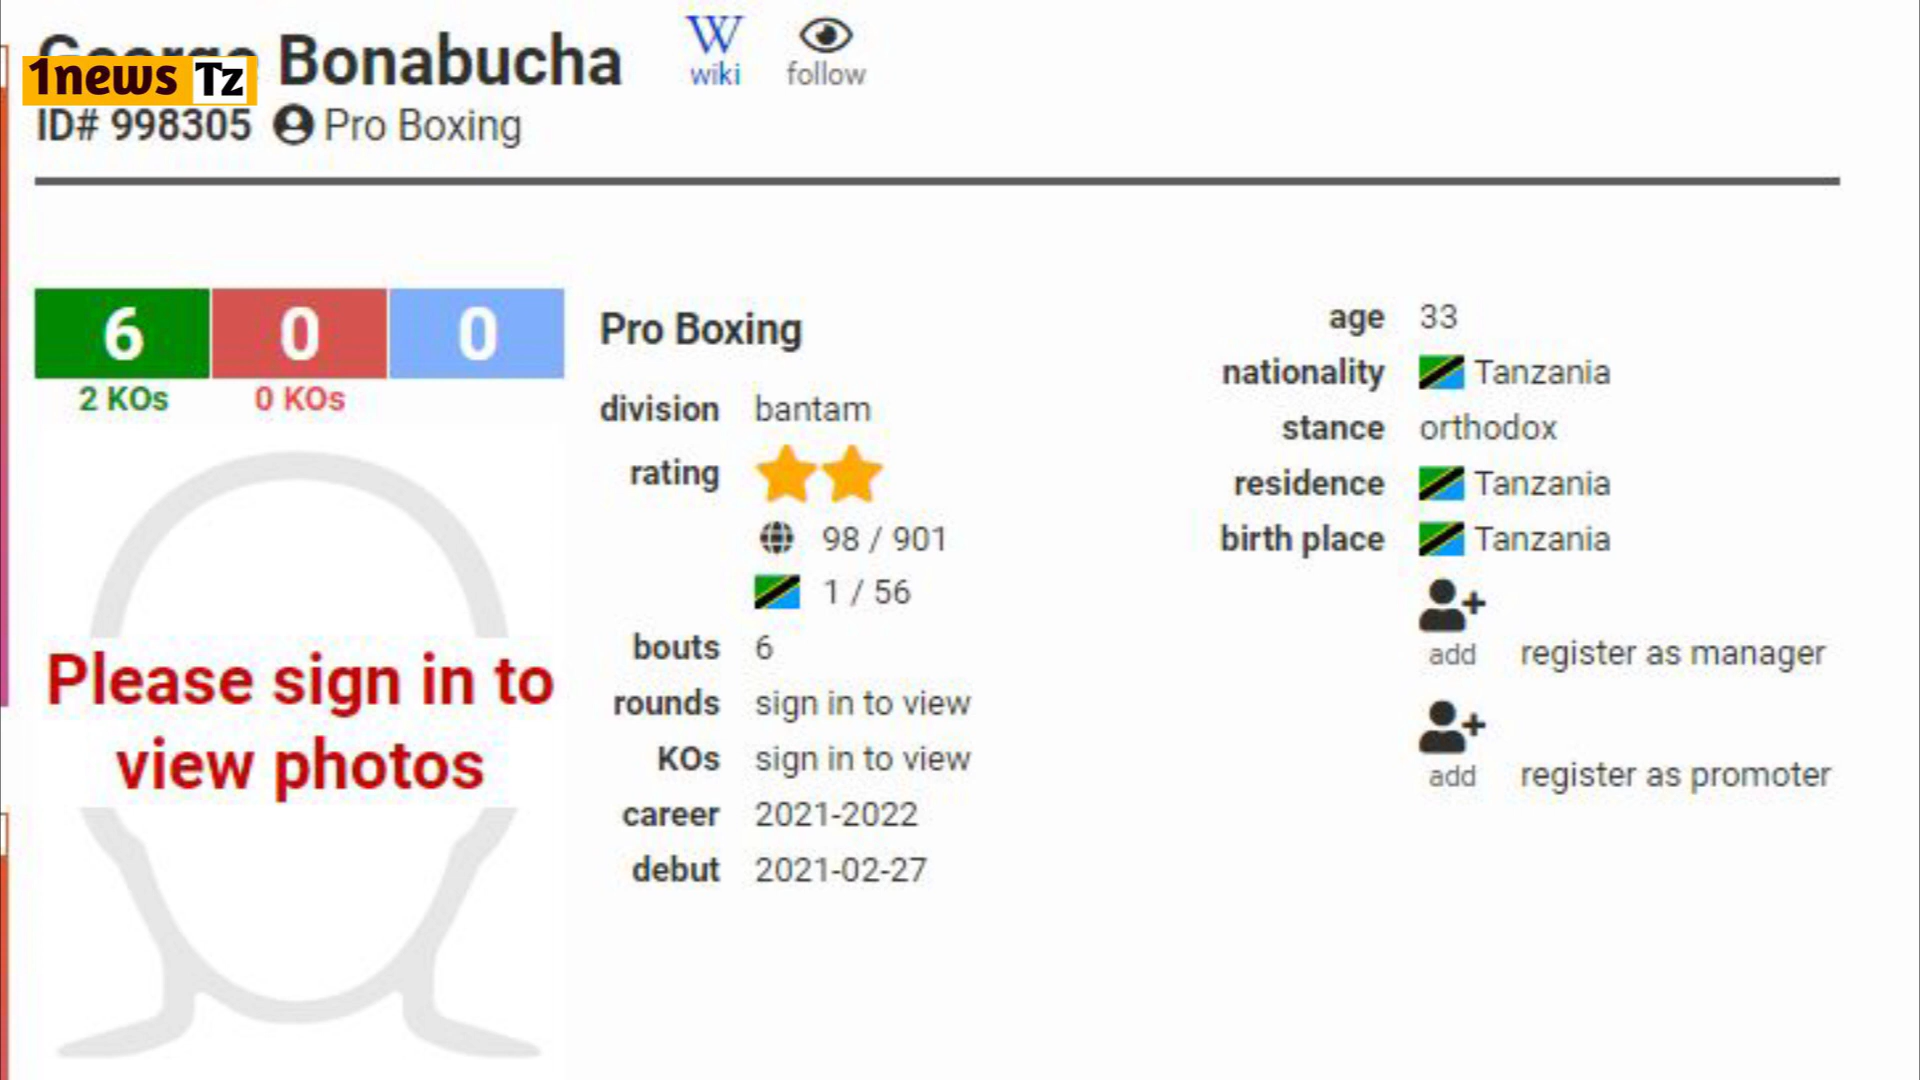 George Bonabucha
1news Tz
W
wiki
follow
ID# 998305 Pro Boxing
6 0 0
2 KOs 0 KOs
Please sign in to
view photos
Pro Boxing
division bantam
rating
98 / 901
1 / 56
bouts 6
rounds sign in to view
KOs sign in to view
career 2021-2022
debut 2021-02-27
age 33
nationality Tanzania
stance orthodox
residence Tanzania
birth place Tanzania
add register as manager
add register as promoter